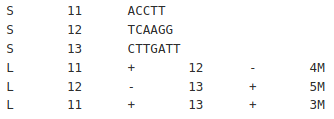 S 11 ACCTT
S 12 TCAAGG
S 13 CTTGATT
L 11 + 12 - 4M
L 12 - 13 + 5M
L 11 + 13 + 3M